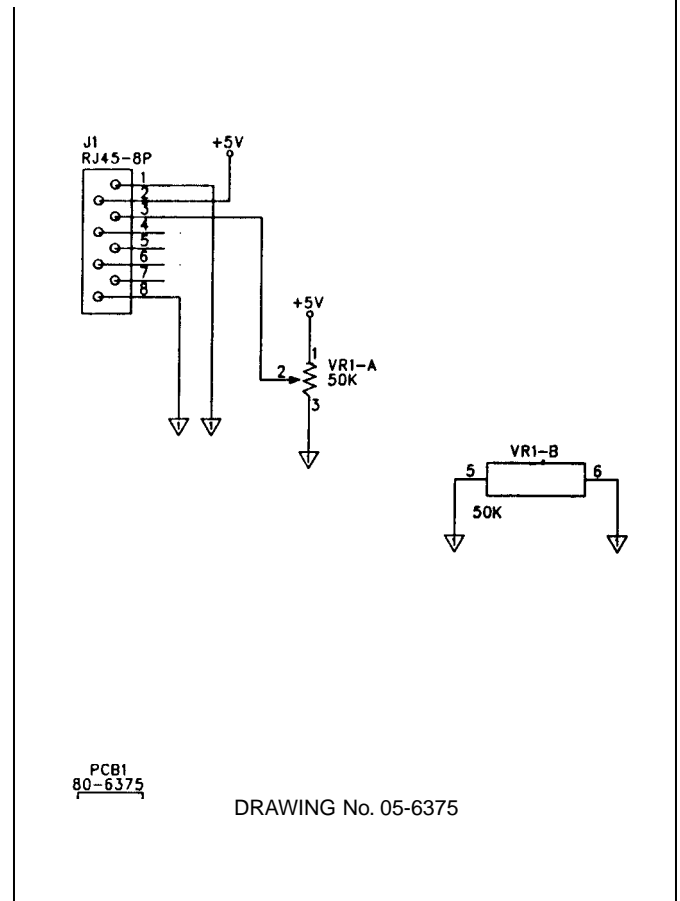 J1
RJ45-8P
+5V
1
2
3
4
5
6
7
8
+5V
1
2
VR1-A
50K
3
VR1-B
5
6
50K
PCB1
80-6375
DRAWING No. 05-6375